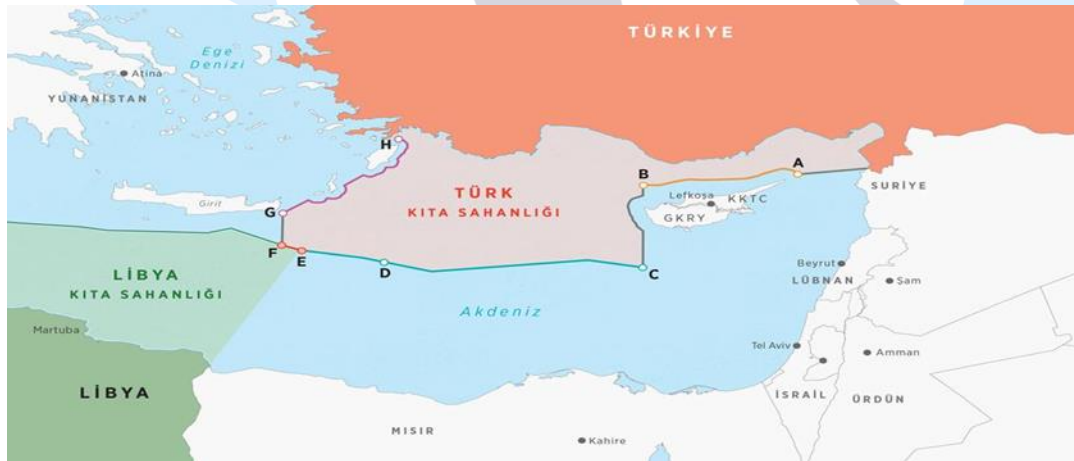 TÜRKİYE
Ege
Denizi
Atina
YUNANİSTAN
H
A
B
TÜRK
KITA SAHANLIĞI
Lefkoşa
KKTC
GKRY
SURİYE
Girit
G
F
E
D
C
LİBYA
KITA SAHANLIĞI
Beyrut
LÜBNAN
Şam
Akdeniz
Martuba
Tel Aviv
Amman
LİBYA
İSRAİL
ÜRDÜN
MISIR
Kahire